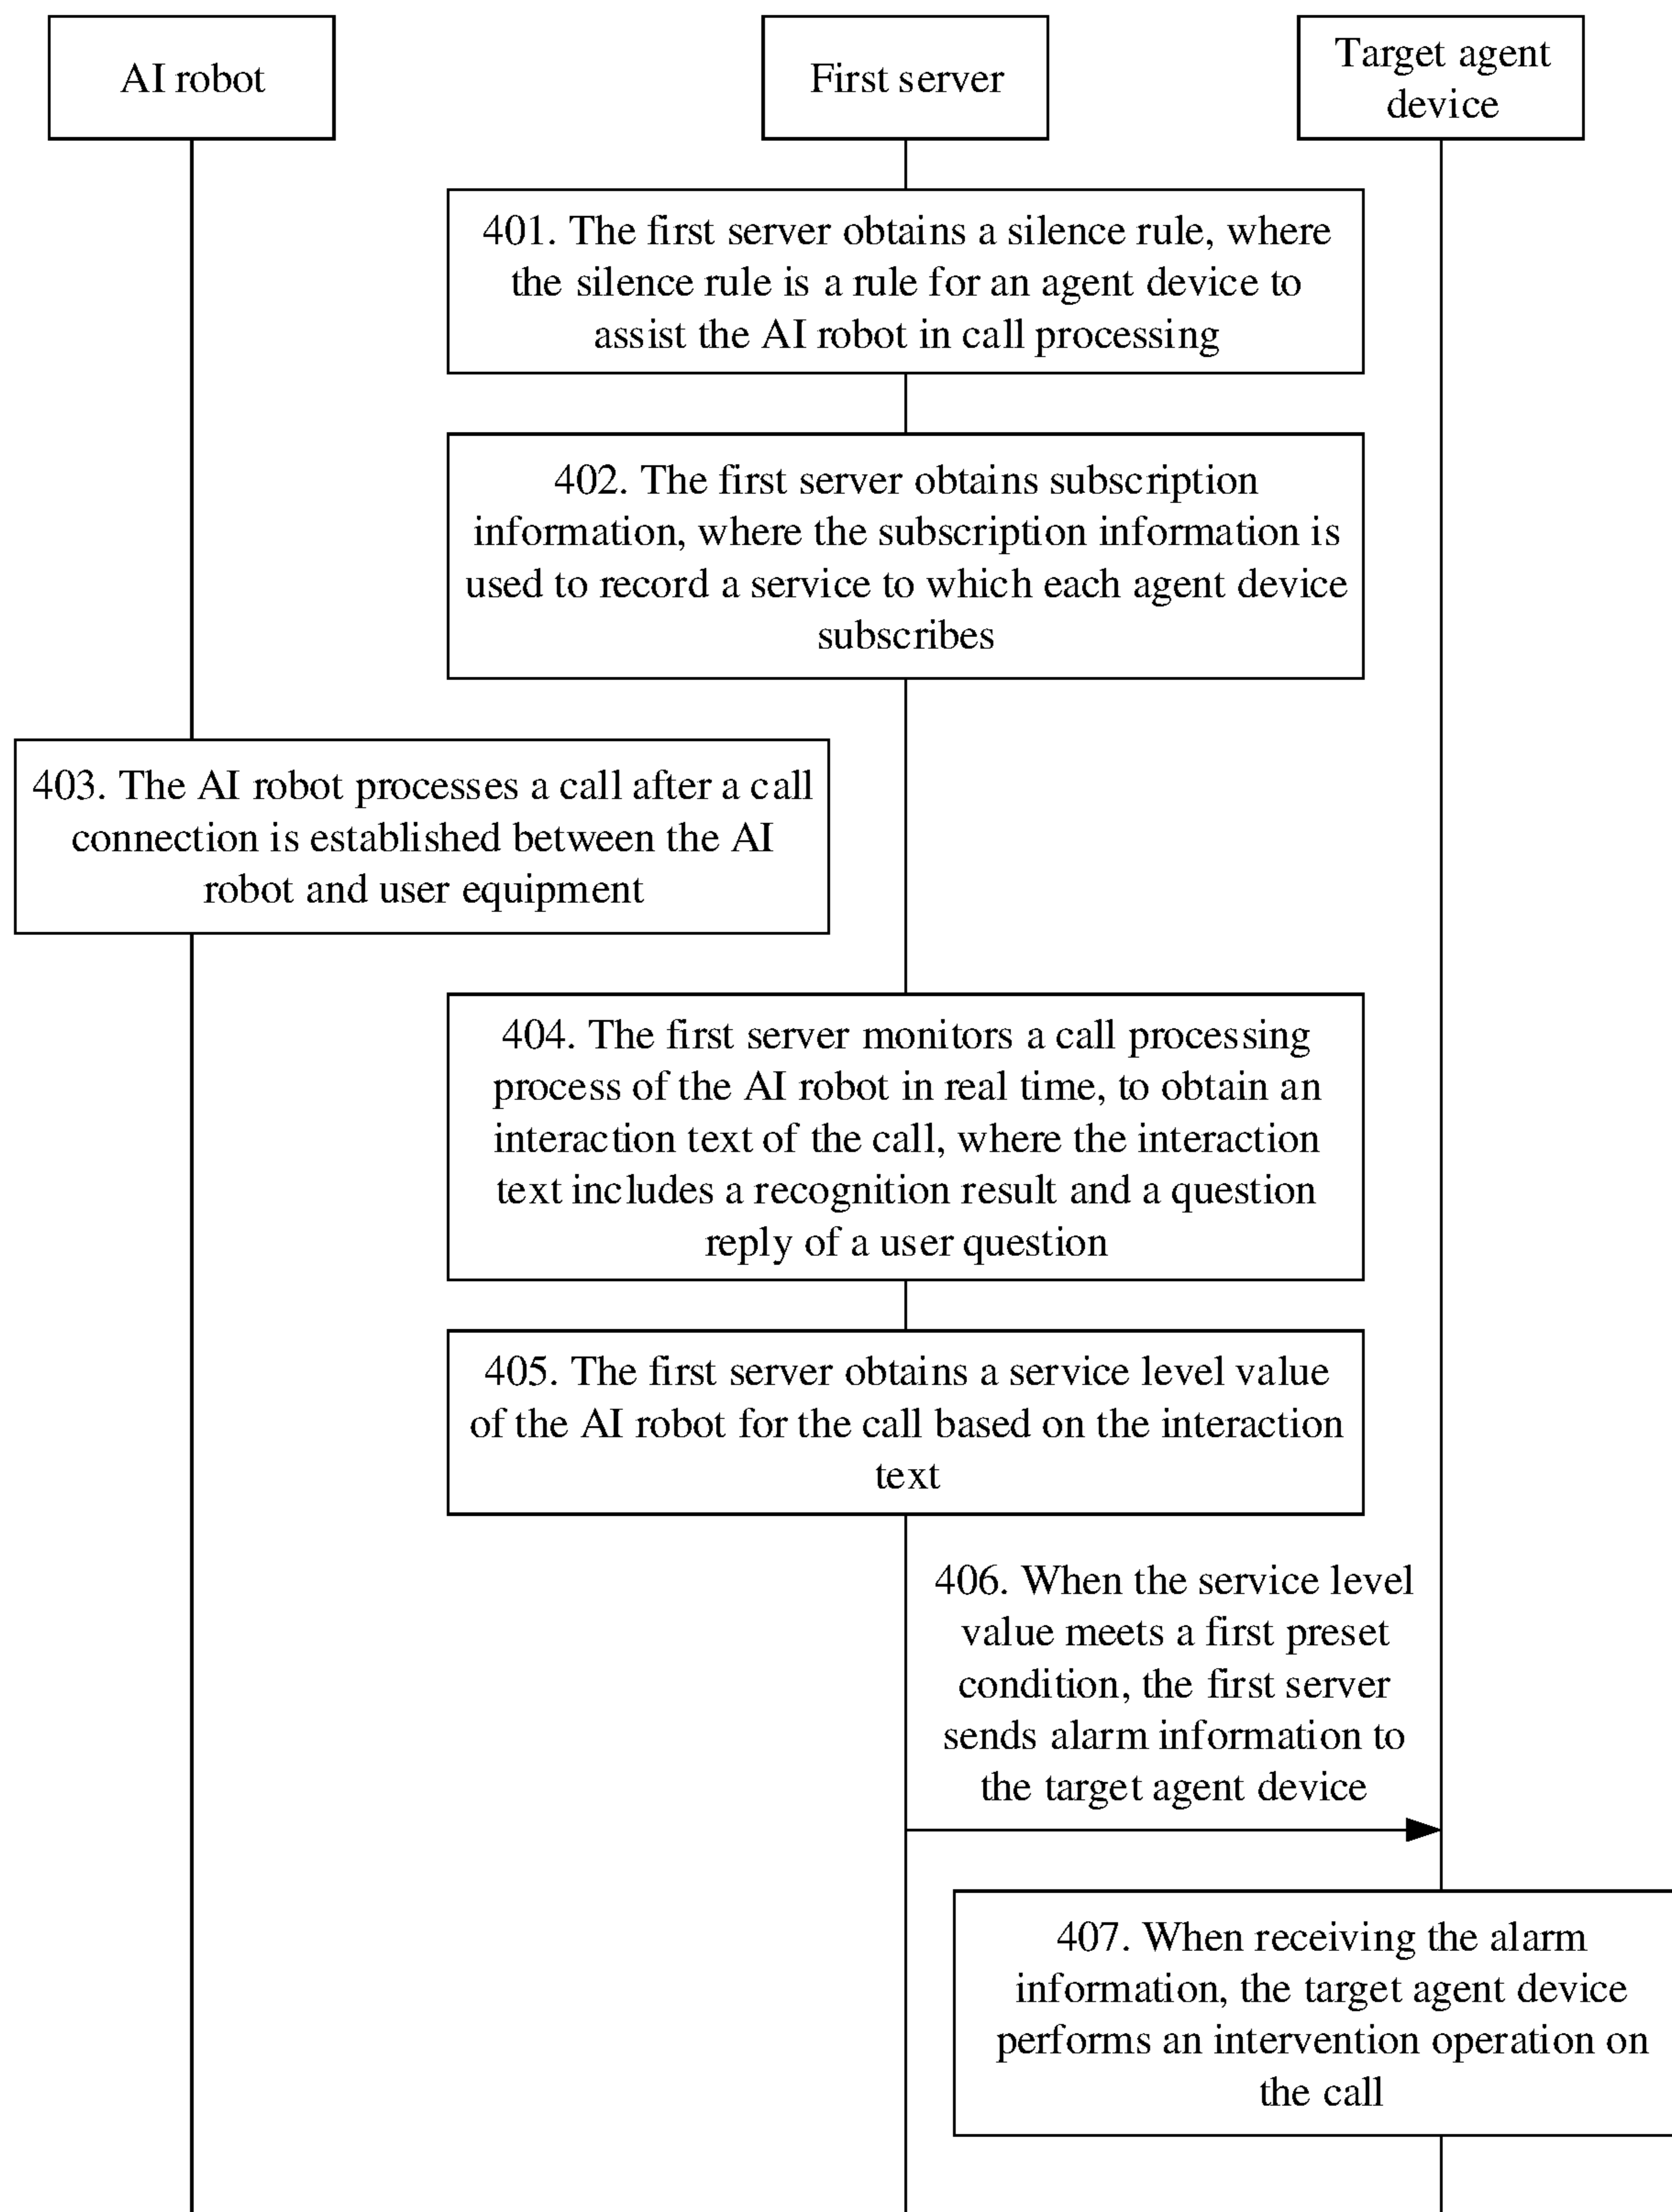 AI robot
First server
Target agent
device
401. The first server obtains a silence rule, where
the silence rule is a rule for an agent device to
assist the AI robot in call processing
402. The first server obtains subscription
information, where the subscription information is
used to record a service to which each agent device
subscribes
403. The AI robot processes a call after a call
connection is established between the AI
robot and user equipment
404. The first server monitors a call processing
process of the AI robot in real time, to obtain an
interaction text of the call, where the interaction
text includes a recognition result and a question
reply of a user question
405. The first server obtains a service level value
of the AI robot for the call based on the interaction
text
406. When the service level
value meets a first preset
condition, the first server
sends alarm information to
the target agent device
407. When receiving the alarm
information, the target agent device
performs an intervention operation on
the call